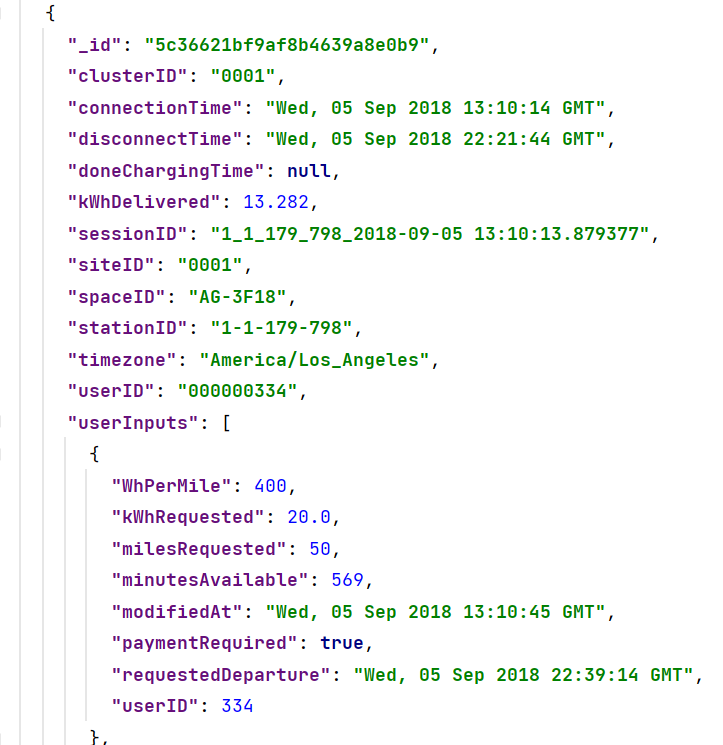 {
"_id": "5c36621bf9af8b4639a8e0b9",
"clusterID": "0001",
"connectionTime": "Wed, 05 Sep 2018 13:10:14 GMT",
"disconnectTime": "Wed, 05 Sep 2018 22:21:44 GMT",
"doneChargingTime": null,
"kWhDelivered": 13.282,
"sessionID": "1_1_179_798_2018-09-05 13:10:13.879377",
"siteID": "0001",
"spaceID": "AG-3F18",
"stationID": "1-1-179-798",
"timezone": "America/Los_Angeles",
"userID": "000000334",
"userInputs": [
{
"WhPerMile": 400,
"kWhRequested": 20.0,
"milesRequested": 50,
"minutesAvailable": 569,
"modifiedAt": "Wed, 05 Sep 2018 13:10:45 GMT",
"paymentRequired": true,
"requestedDeparture": "Wed, 05 Sep 2018 22:39:14 GMT",
"userID": 334
},